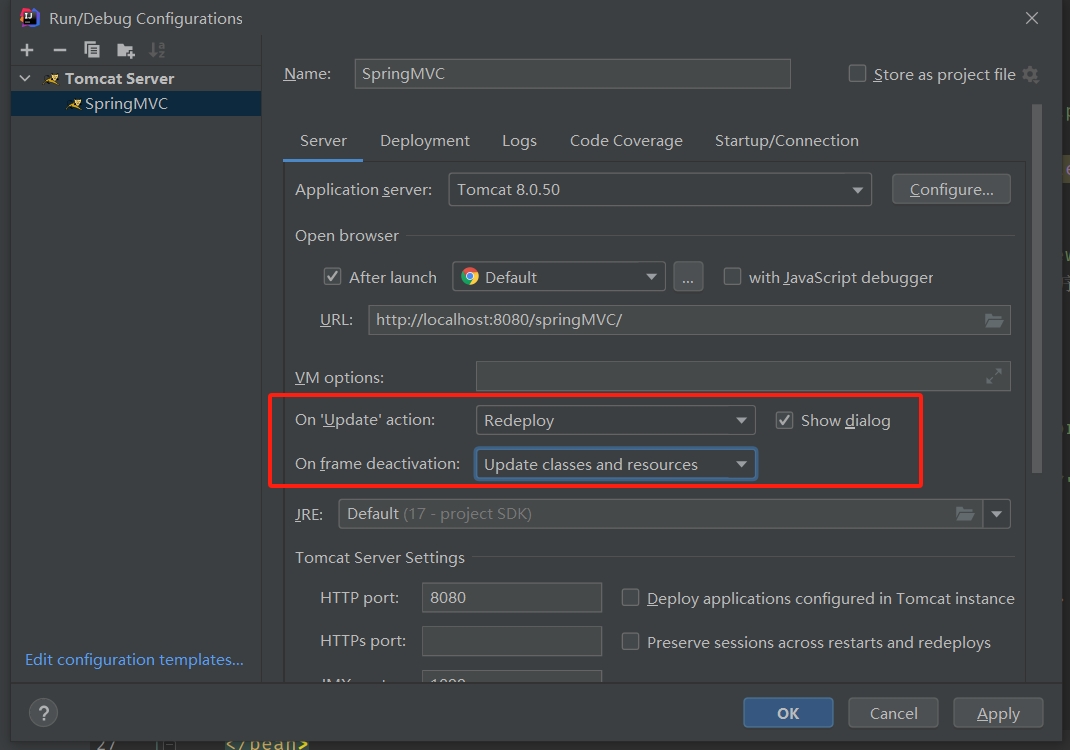 Run/Debug Configurations
Tomcat Server
SpringMVC
Name: SpringMVC
Store as project file
Server Deployment Logs Code Coverage Startup/Connection
Application server: Tomcat 8.0.50 Configure...
Open browser
After launch Default ... with JavaScript debugger
URL: http://localhost:8080/springMVC/
VM options:
On 'Update' action: Redeploy Show dialog
On frame deactivation: Update classes and resources
JRE: Default (17 - project SDK)
Tomcat Server Settings
HTTP port: 8080 Deploy applications configured in Tomcat instance
HTTPs port: Preserve sessions across restarts and redeploys
Edit configuration templates...
? OK Cancel Apply
27 </bean>